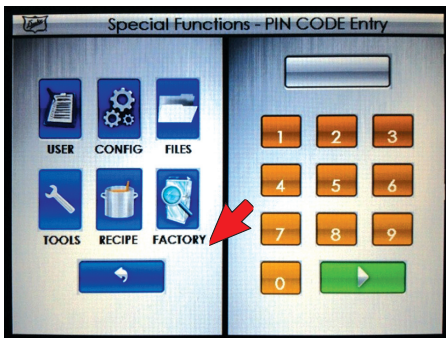 Special Functions - PIN CODE Entry
USER CONFIG FILES
1 2 3
4 5 6
TOOLS RECIPE FACTORY
7 8 9
0